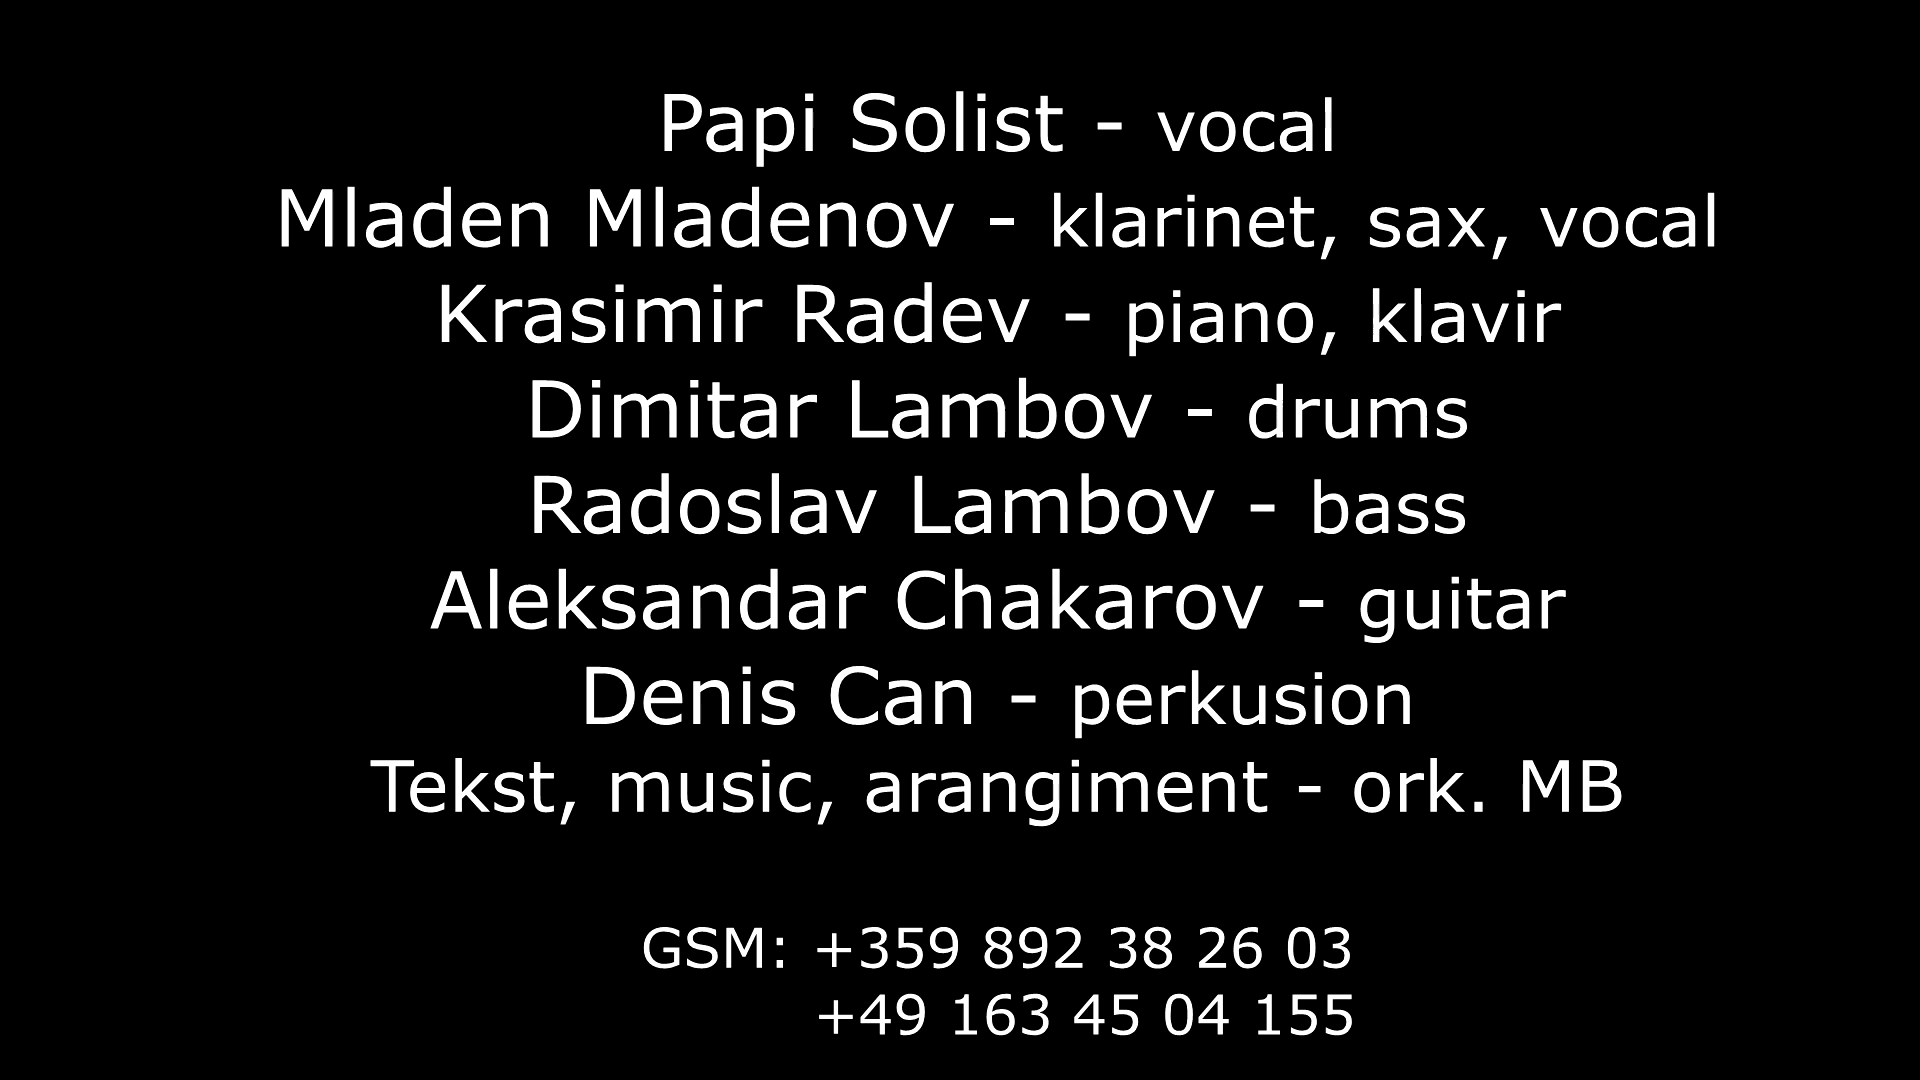 Papi Solist - vocal
Mladen Mladenov - klarinet, sax, vocal
Krasimir Radev - piano, klavir
Dimitar Lambov - drums
Radoslav Lambov - bass
Aleksandar Chakarov - guitar
Denis Can - perkusion
Tekst, music, arangiment - ork. MB
GSM: +359 892 38 26 03
+49 163 45 04 155